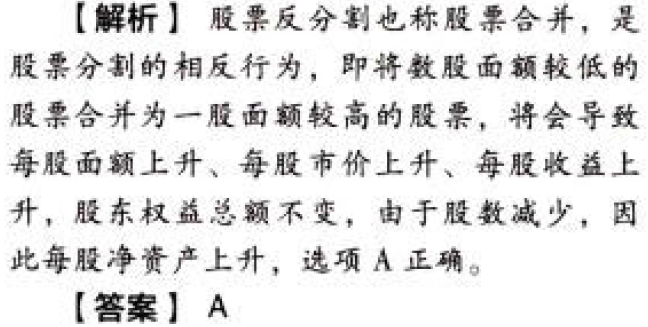 【解析】 股票反分割也称股票合并，是
股票分割的相反行为，即将数股面额较低的
股票合并为一股面额较高的股票，将会导致
每股面额上升、每股市价上升、每股收益上
升，股东权益总额不变，由于股数减少，因
此每股净资产上升，选项 A 正确。
【答案】 A